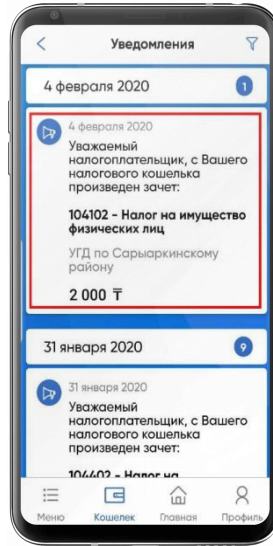 Уведомления
4 февраля 2020
1
4 февраля 2020
Уважаемый
налогоплательщик, с Вашего
налогового кошелька
произведен зачет:
104102 - Налог на имущество
физических лиц
УГД по Сарыаркинскому
району
2 000 ₸
31 января 2020
9
31 января 2020
Уважаемый
налогоплательщик, с Вашего
налогового кошелька
произведен зачет:
104402 - Налог на
Меню Кошелек Главная Профиль